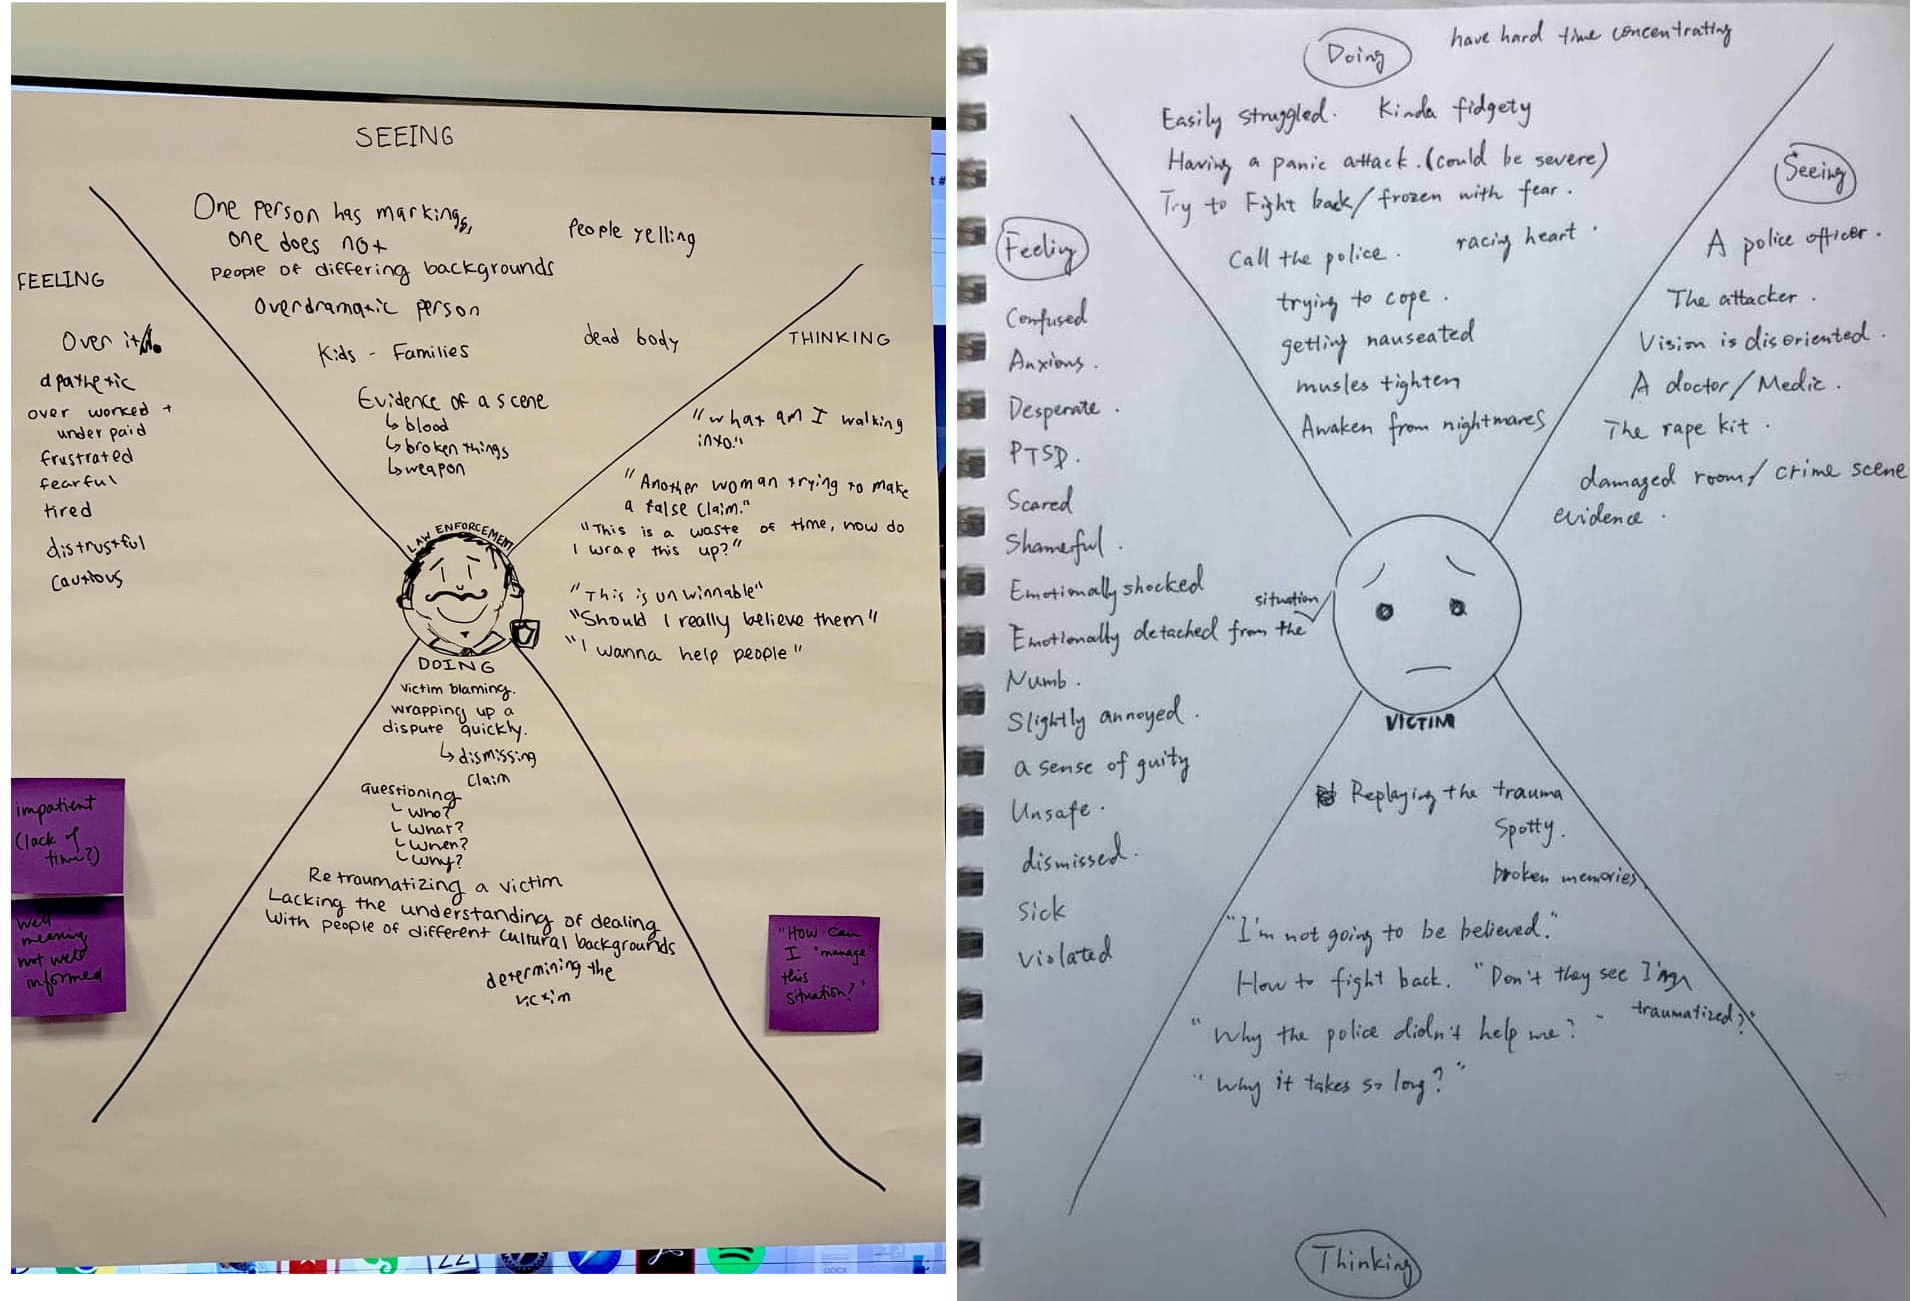 SEEING
One person has markings,
one does not
people of differing backgrounds
People yelling
Overdramatic person
Kids - Families
dead body
Evidence of a scene
↳ blood
↳ broken things
↳ weapon
FEELING
Over it
apathetic
over worked +
under paid
frustrated
fearful
tired
distrustful
cautious
impatient
(lack of
time?)
well
meaning
not well
informed
THINKING
"what am I walking
into."
"Another woman trying to make
a false claim."
"This is a waste of time, how do
I wrap this up?"
"This is unwinnable"
"Should I really believe them"
"I wanna help people"
"How can
I "manage"
this
situation?"
LAW ENFORCEMENT
DOING
victim blaming.
wrapping up a
dispute quickly.
↳ dismissing
claim
questioning
who?
what?
when?
why?
Retraumatizing a victim
Lacking the understanding of dealing
with people of different cultural backgrounds
determining the
victim
Doing
have hard time concentrating
Easily struggled. Kinda fidgety
Having a panic attack. (could be severe)
Try to Fight back/frozen with fear.
Call the police. racing heart.
trying to cope.
getting nauseated
musles tighten
Awaken from nightmares
Seeing
A police officer.
The attacker.
Vision is disoriented.
A doctor/Medic.
The rape kit.
damaged room/crime scene
evidence.
Feeling
Confused
Anxious.
Desperate.
PTSD.
Scared
Shamerful.
Emotionally shocked
Emotionally detached from the situation
Numb.
Slightly annoyed.
a sense of guity
Unsafe.
dismissed.
Sick
violated
VICTIM
Replaying the trauma
Spotty.
broken memories
"I'm not going to be believed."
How to fight back. "Don't they see I'm
traumatized?"
"Why the police didn't help me?"
"Why it takes so long?"
Thinking